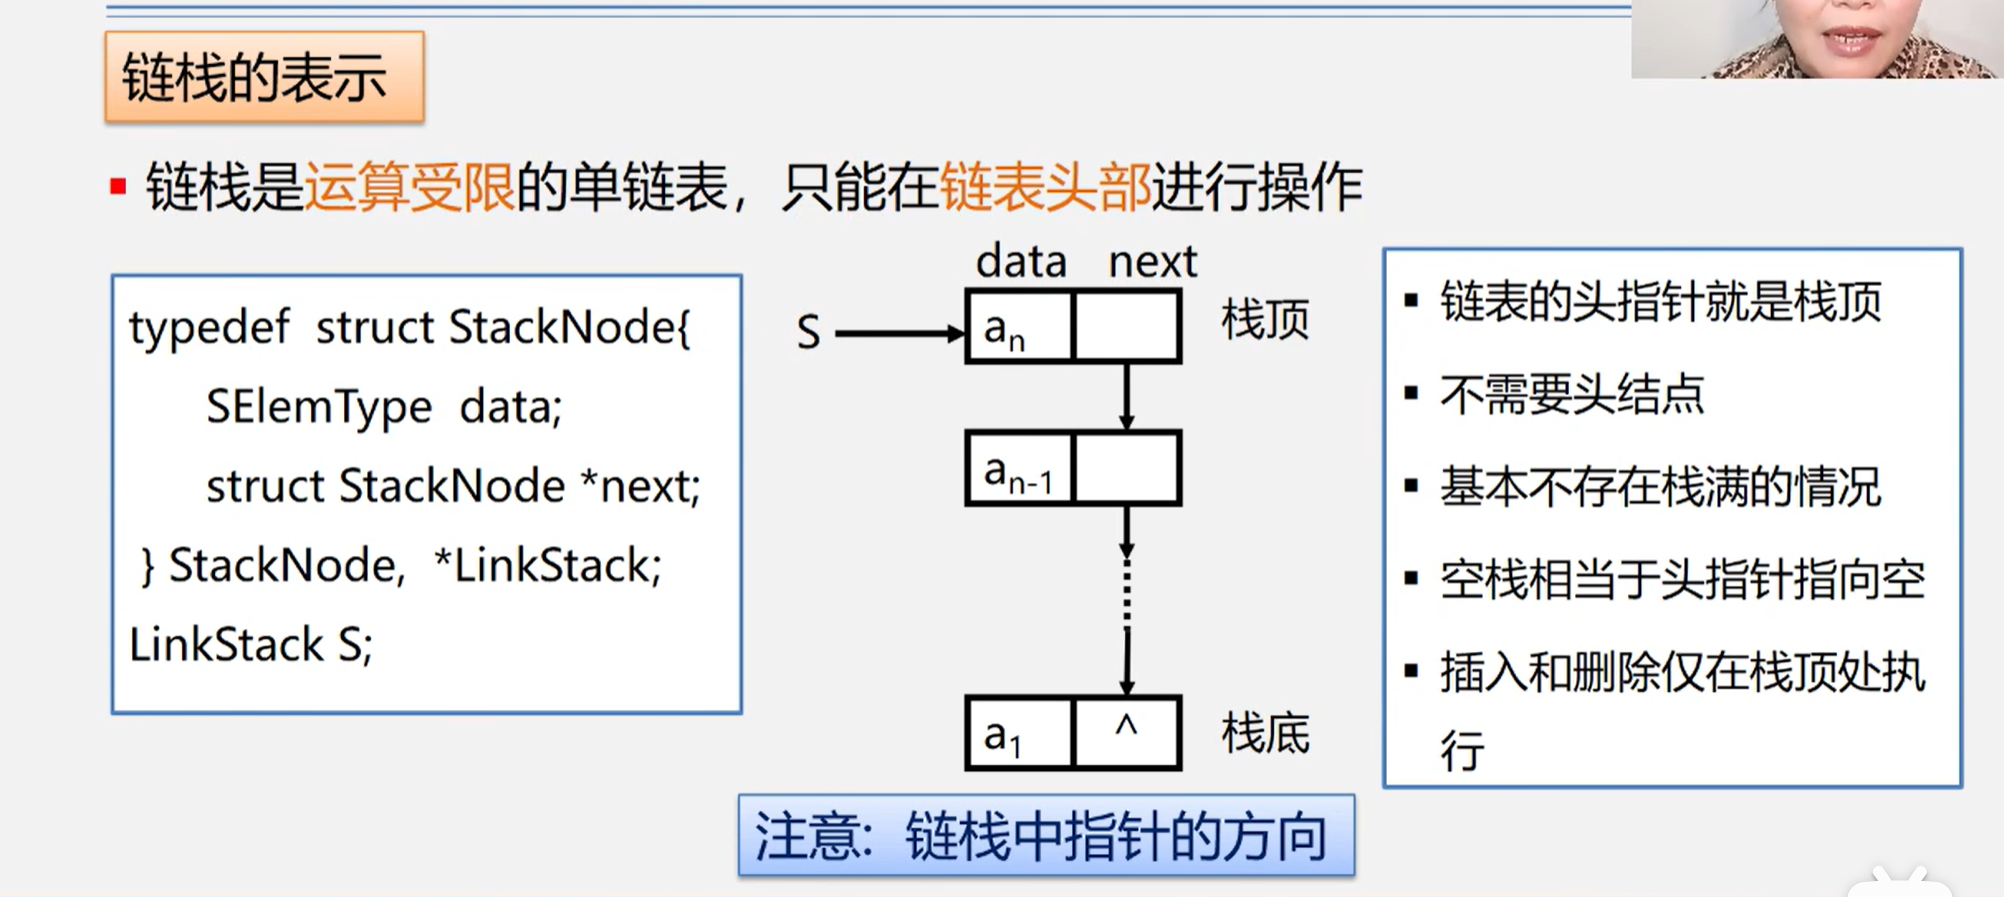 链栈的表示
链栈是运算受限的单链表，只能在链表头部进行操作
typedef struct StackNode{
SElemType data;
struct StackNode *next;
} StackNode, *LinkStack;
LinkStack S;
data next
S
an
栈顶
an-1
a1
^
栈底
链表的头指针就是栈顶
不需要头结点
基本不存在栈满的情况
空栈相当于头指针指向空
插入和删除仅在栈顶处执
行
注意：链栈中指针的方向